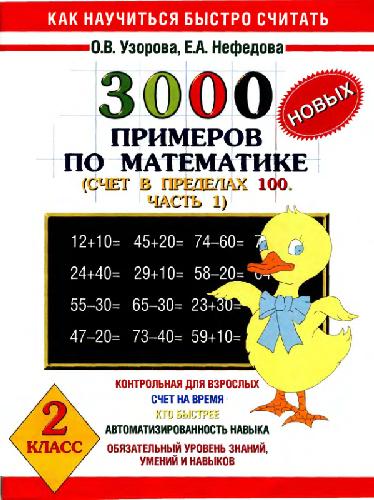 КАК НАУЧИТЬСЯ БЫСТРО СЧИТАТЬ
О.В. Узорова, Е.А. Нефедова
3000
НОВЫХ
ПРИМЕРОВ
ПО МАТЕМАТИКЕ
(СЧЕТ В ПРЕДЕЛАХ 100.
ЧАСТЬ 1)
12+10= 45+20= 74–60=
24+40= 29+10= 58–20=
55–30= 65–30= 23+30=
47–20= 73–40= 59+10=
КОНТРОЛЬНАЯ ДЛЯ ВЗРОСЛЫХ
СЧЕТ НА ВРЕМЯ
КТО БЫСТРЕЕ
АВТОМАТИЗИРОВАННОСТЬ НАВЫКА
ОБЯЗАТЕЛЬНЫЙ УРОВЕНЬ ЗНАНИЙ,
УМЕНИЙ И НАВЫКОВ
2
КЛАСС